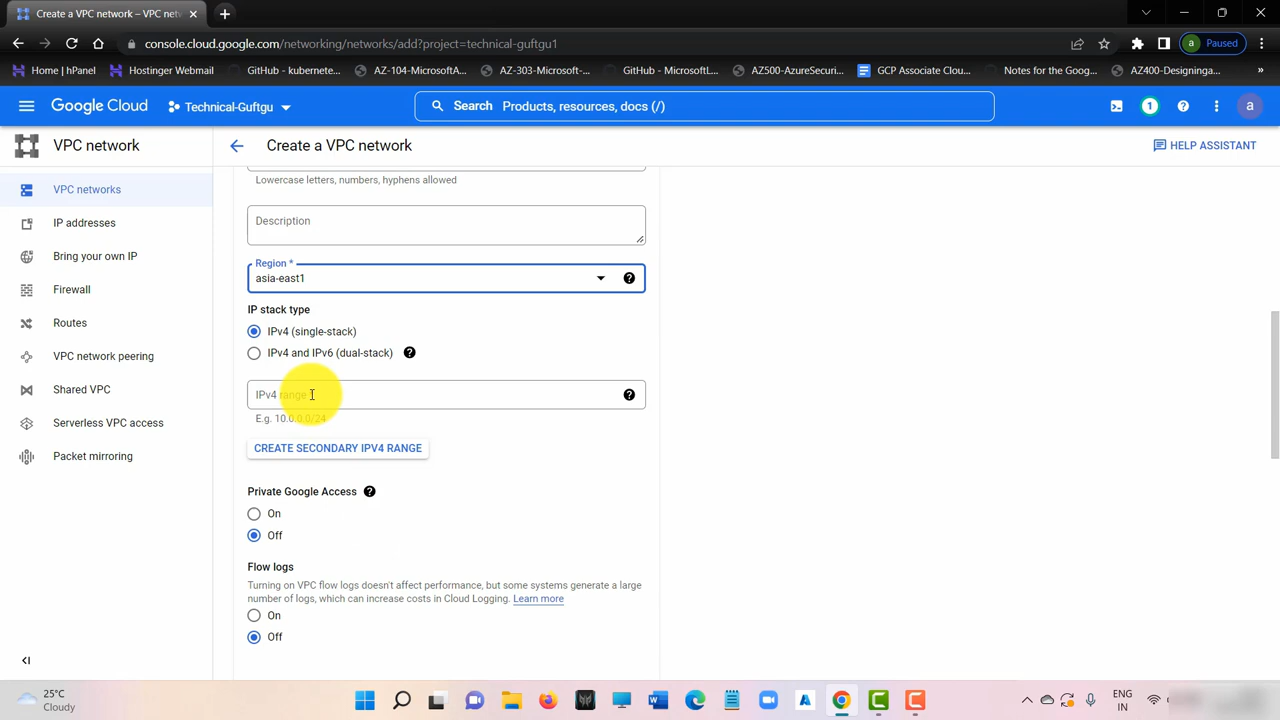 Create a VPC network – VPC netw
console.cloud.google.com/networking/networks/add?project=technical-guftgu1
a
Paused
Home | hPanel
Hostinger Webmail
GitHub - kubernete...
AZ-104-MicrosoftA...
AZ-303-Microsoft-...
GitHub - MicrosoftL...
AZ500-AzureSecuri...
GCP Associate Clou...
Notes for the Goog...
AZ400-Designinga...
»
Google Cloud
Technical-Guftgu
Search Products, resources, docs (/)
1
a
VPC network
Create a VPC network
HELP ASSISTANT
VPC networks
IP addresses
Bring your own IP
Firewall
Routes
VPC network peering
Shared VPC
Serverless VPC access
Packet mirroring
Lowercase letters, numbers, hyphens allowed
Description
Region *
asia-east1
IP stack type
IPv4 (single-stack)
IPv4 and IPv6 (dual-stack)
IPv4 range
E.g. 10.0.0.0/24
CREATE SECONDARY IPV4 RANGE
Private Google Access
On
Off
Flow logs
Turning on VPC flow logs doesn't affect performance, but some systems generate a large
number of logs, which can increase costs in Cloud Logging. Learn more
On
Off
25°C
Cloudy
ENG
IN